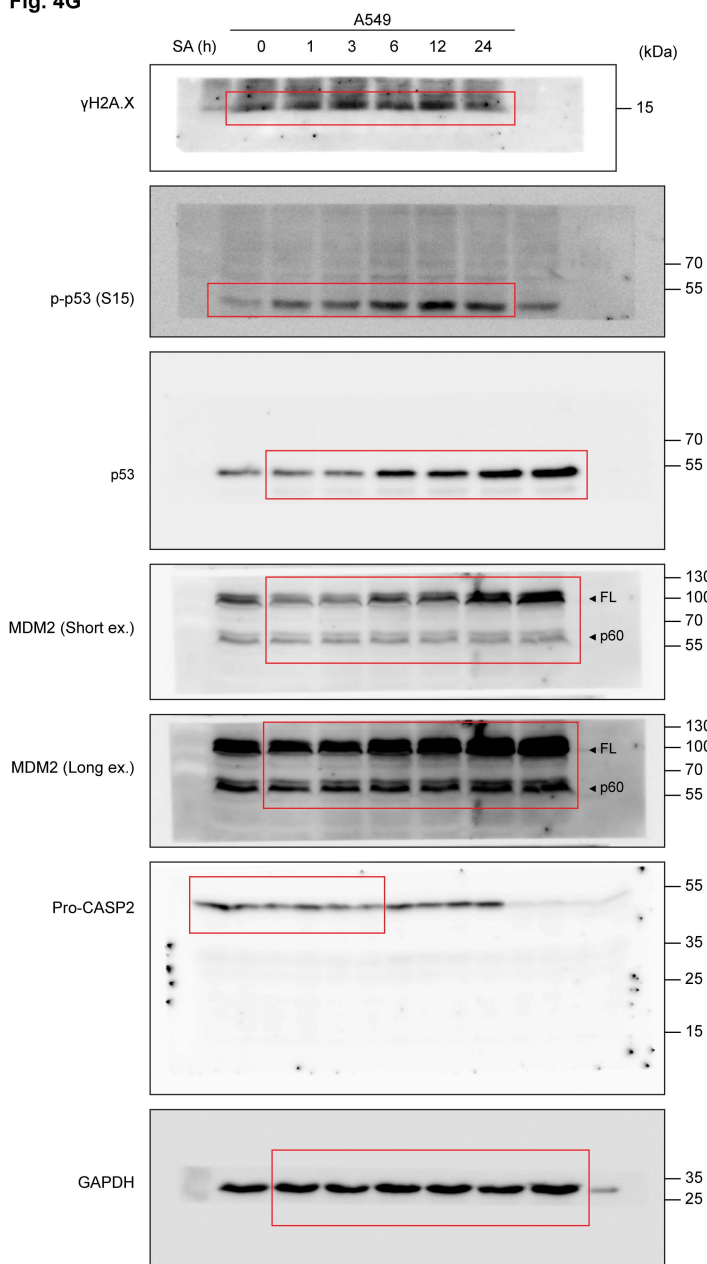 Fig. 4G
A549
SA (h) 0 1 3 6 12 24 (kDa)
γH2A.X
15
70
p-p53 (S15)
55
70
p53
55
130
◄ FL
100
MDM2 (Short ex.)
70
◄ p60
55
130
◄ FL
100
MDM2 (Long ex.)
70
◄ p60
55
Pro-CASP2
55
35
25
15
GAPDH
35
25